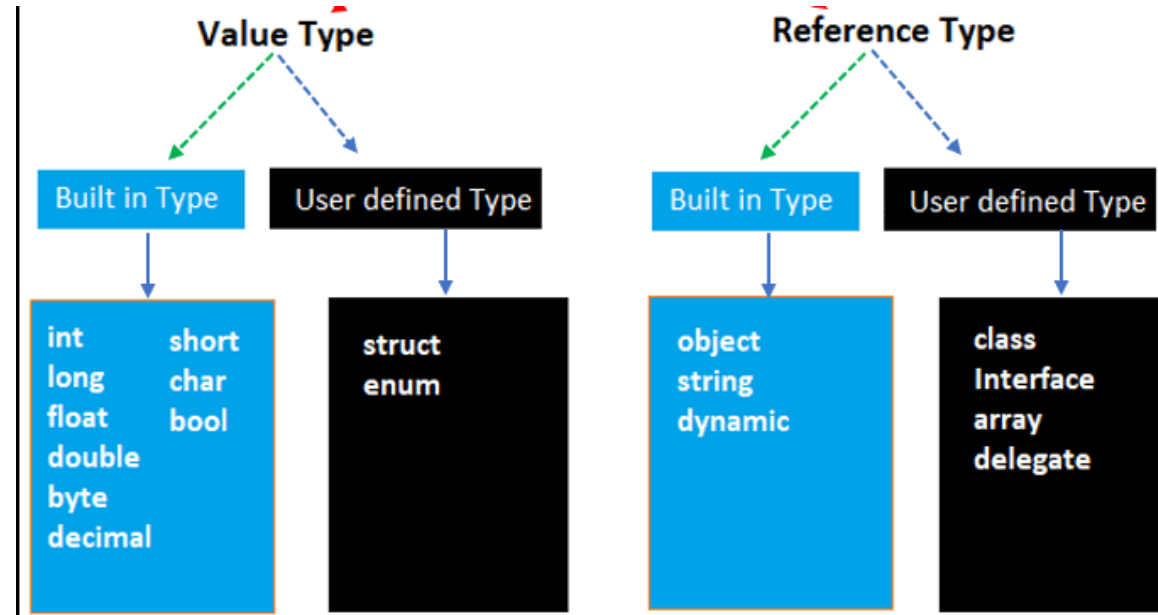 Value Type
Built in Type
User defined Type
int
long
float
double
byte
decimal
short
char
bool
struct
enum
Reference Type
Built in Type
User defined Type
object
string
dynamic
class
Interface
array
delegate